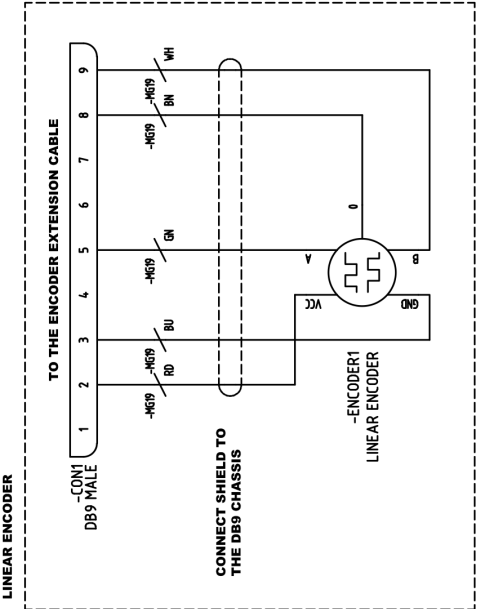 LINEAR ENCODER
-CON1
DB9 MALE
TO THE ENCODER EXTENSION CABLE
1
2
3
4
5
6
7
8
9
-MG19
RD
-MG19
BU
-MG19
GN
-MG19
BN
-MG19
WH
CONNECT SHIELD TO
THE DB9 CHASSIS
-ENCODER1
LINEAR ENCODER
VCC
A
0
GND
B